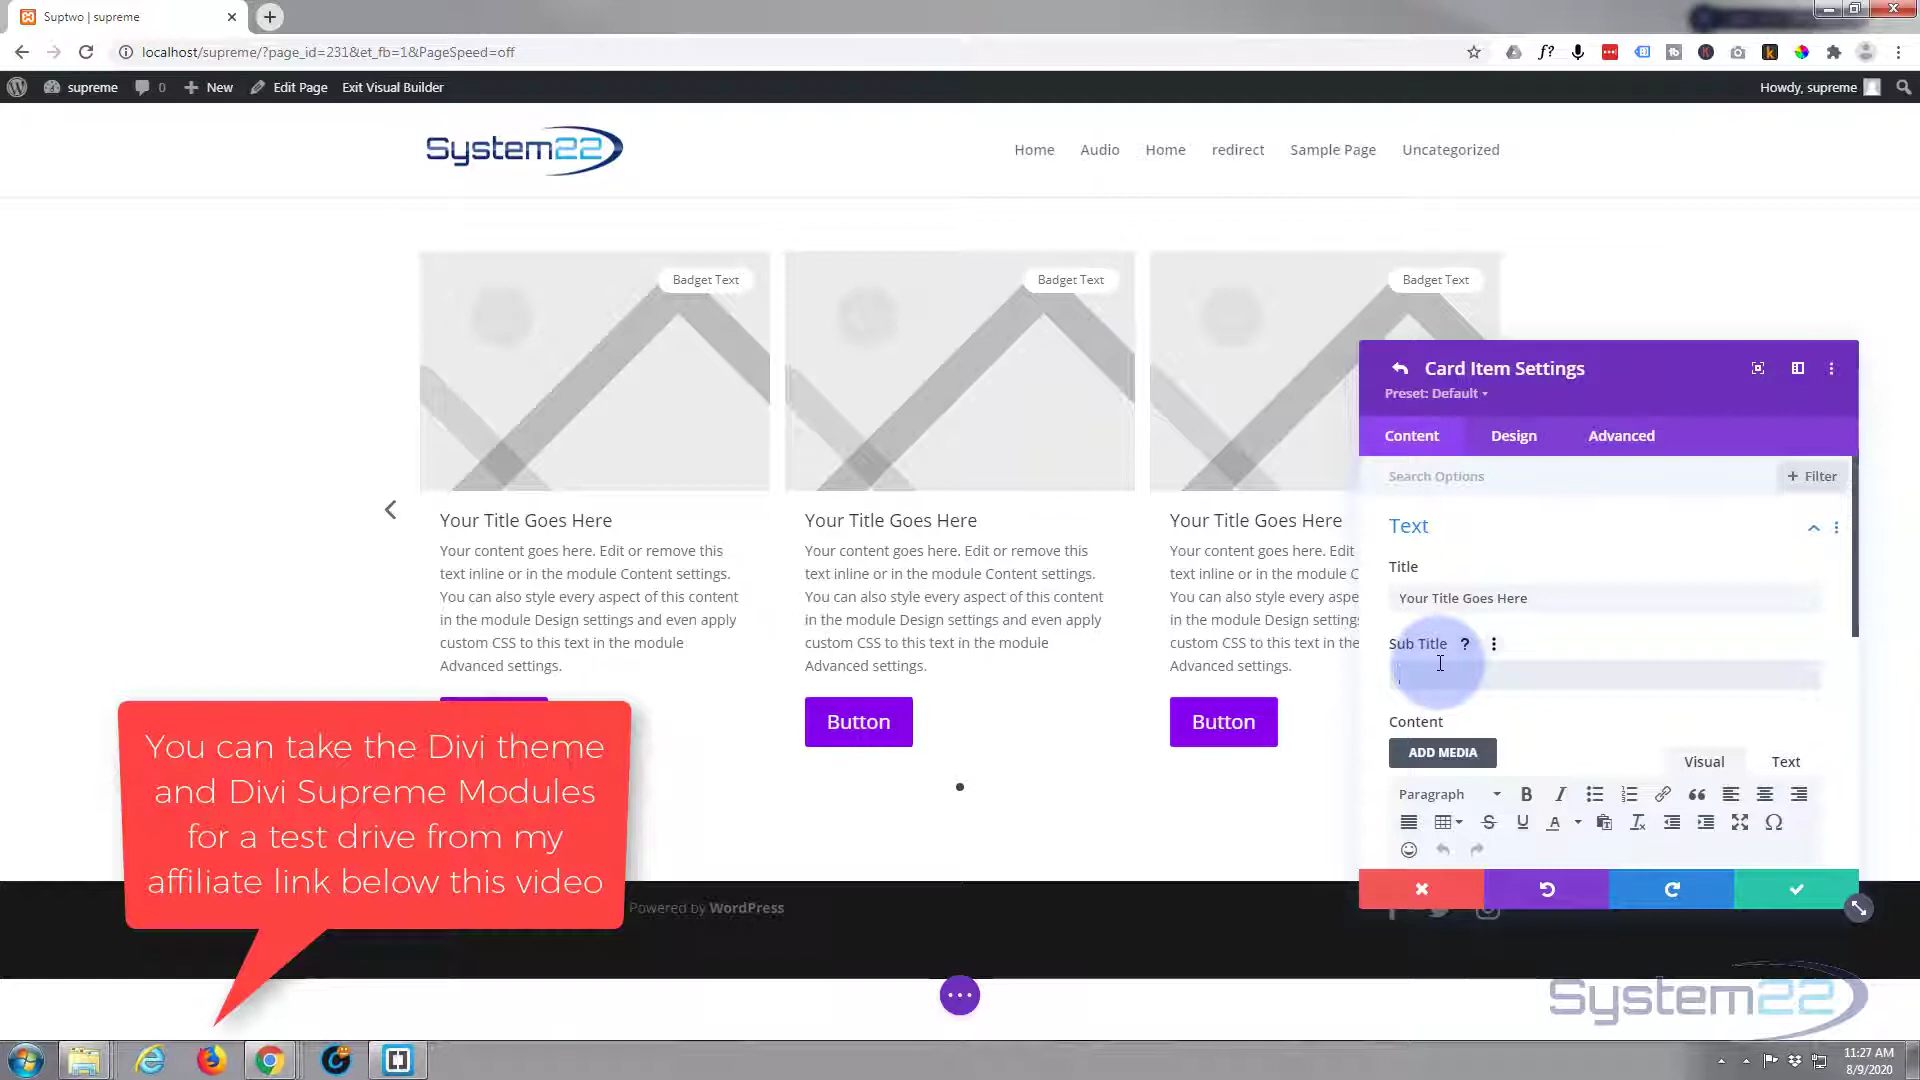 Suptwo | supreme
localhost/supreme/?page_id=231&et_fb=1&PageSpeed=off
supreme 0 New Edit Page Exit Visual Builder Howdy, supreme
System22
Home Audio Home redirect Sample Page Uncategorized
Badget Text Badget Text Badget Text
Your Title Goes Here
Your content goes here. Edit or remove this
text inline or in the module Content settings.
You can also style every aspect of this content
in the module Design settings and even apply
custom CSS to this text in the module
Advanced settings.
Your Title Goes Here
Your content goes here. Edit or remove this
text inline or in the module Content settings.
You can also style every aspect of this content
in the module Design settings and even apply
custom CSS to this text in the module
Advanced settings.
Button
Your Title Goes Here
Your content goes here. Edit
text inline or in the module C
You can also style every aspe
in the module Design settings
custom CSS to this text in the
Advanced settings.
Button
Card Item Settings
Preset: Default
Content Design Advanced
Search Options + Filter
Text
Title
Your Title Goes Here
Sub Title ?
Content
ADD MEDIA
Visual Text
Paragraph
You can take the Divi theme
and Divi Supreme Modules
for a test drive from my
affiliate link below this video
Powered by WordPress
System22
11:27 AM
8/9/2020